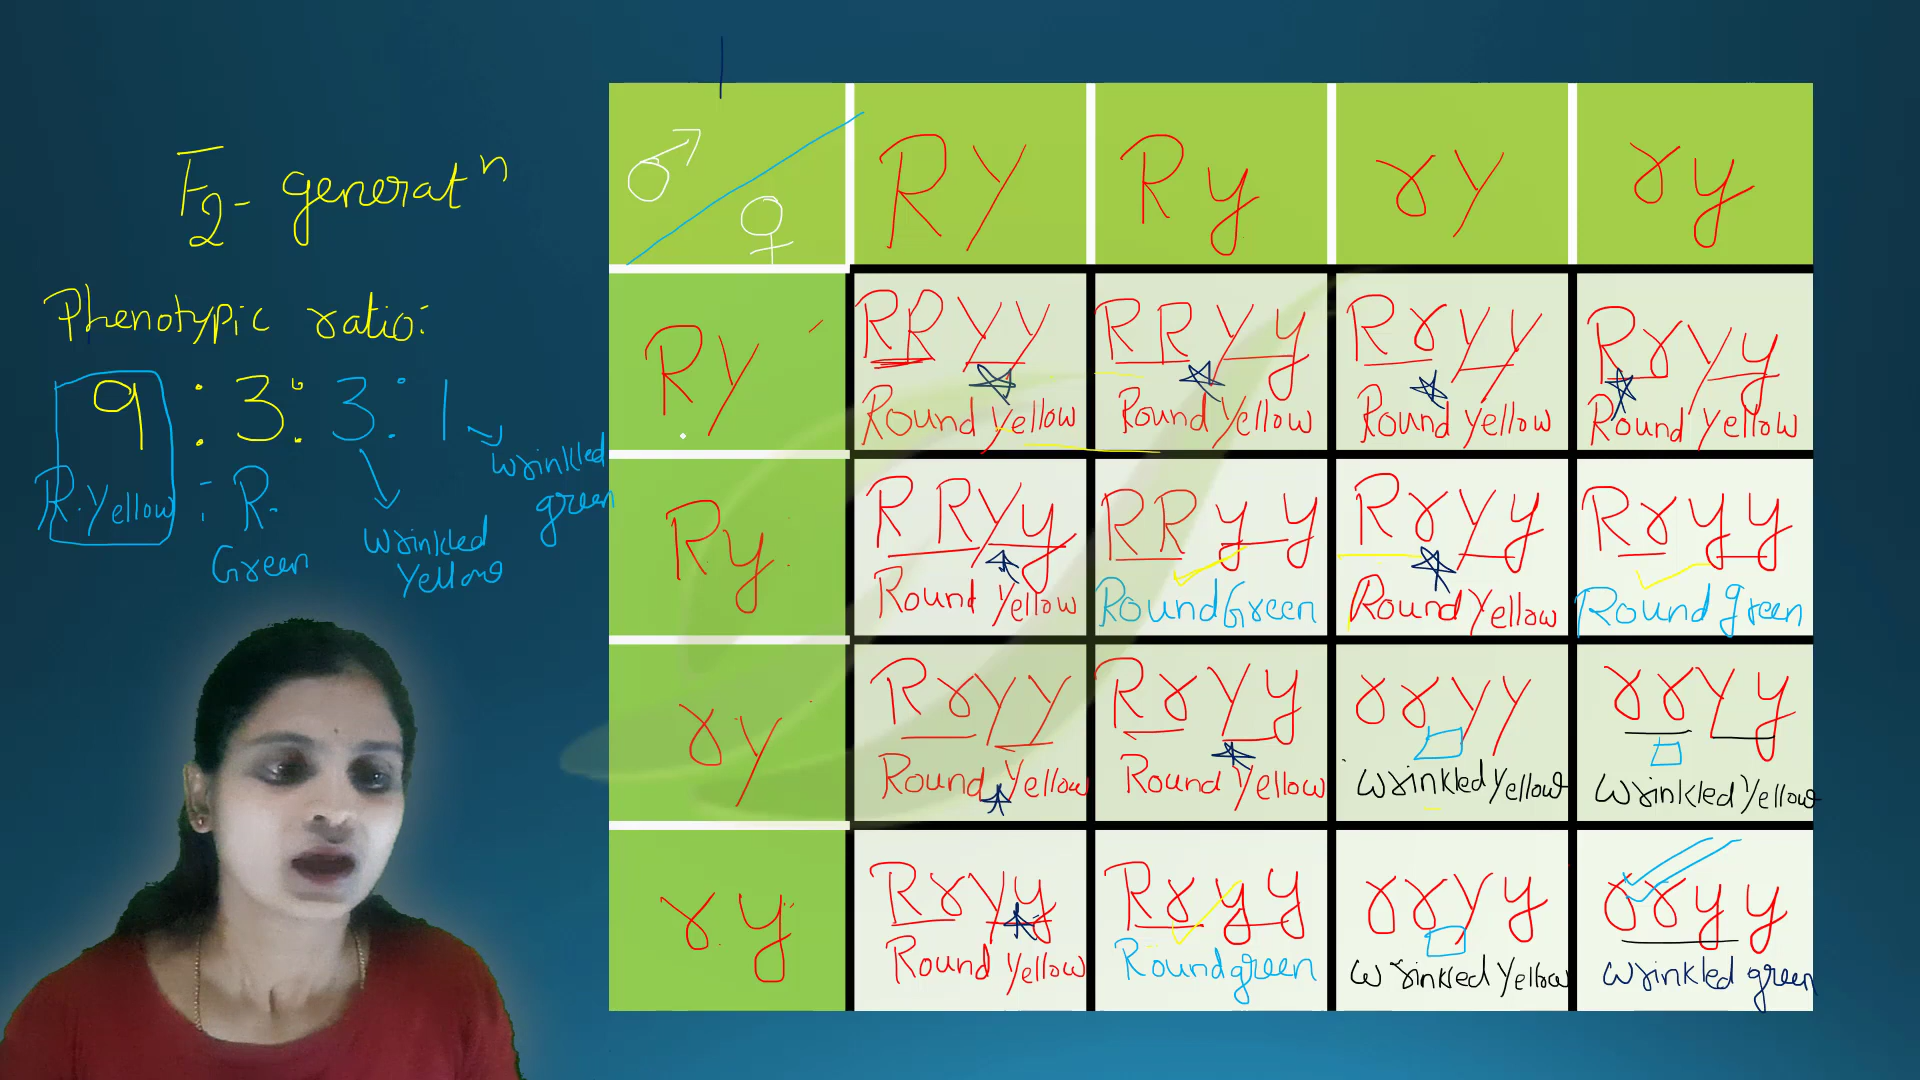 F2- generatn
Phenotypic ratio:
9 : 3 : 3 : 1
R. Yellow : R. Green
wrinkled yellow
wrinkled green
♂ ♀ RY Ry rY ry
RY RRYY RRYy RrYY RrYy
Round yellow Round yellow Round yellow Round yellow
Ry RRYy RRyy RrYy Rryy
Round yellow Round Green Round yellow Round green
rY RrYY RrYy rrYY rrYy
Round yellow Round yellow wrinkled yellow wrinkled yellow
ry RrYy Rryy rrYy rryy
Round yellow Round green wrinkled yellow wrinkled green